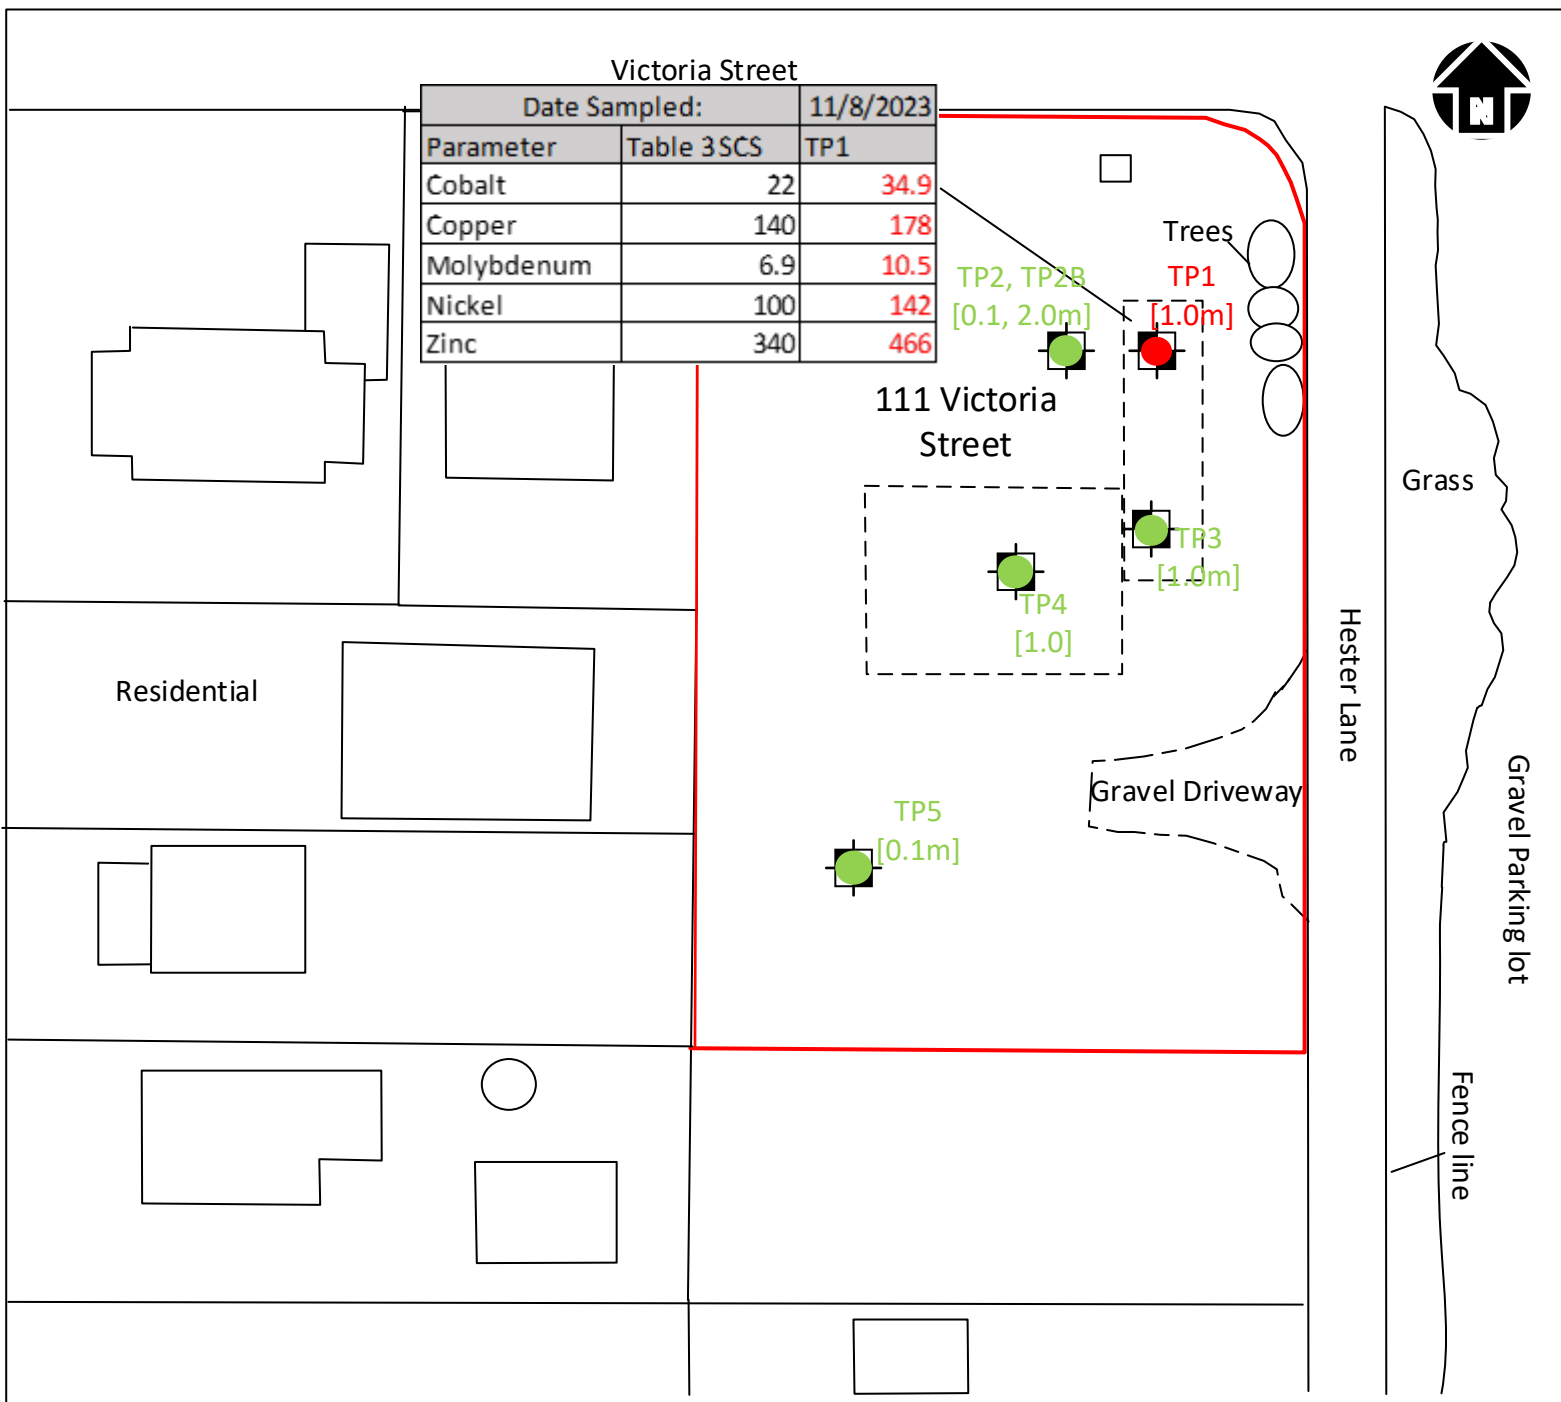 Victoria Street
Date Sampled: 11/8/2023
Parameter Table 3 SCS TP1
Cobalt 22 34.9
Copper 140 178
Molybdenum 6.9 10.5
Nickel 100 142
Zinc 340 466
N
Trees
TP2, TP2B
[0.1, 2.0m]
TP1
[1.0m]
111 Victoria
Street
Grass
TP3
[1.0m]
TP4
[1.0]
Residential
Hester Lane
Gravel Driveway
Gravel Parking lot
TP5
[0.1m]
Fence line